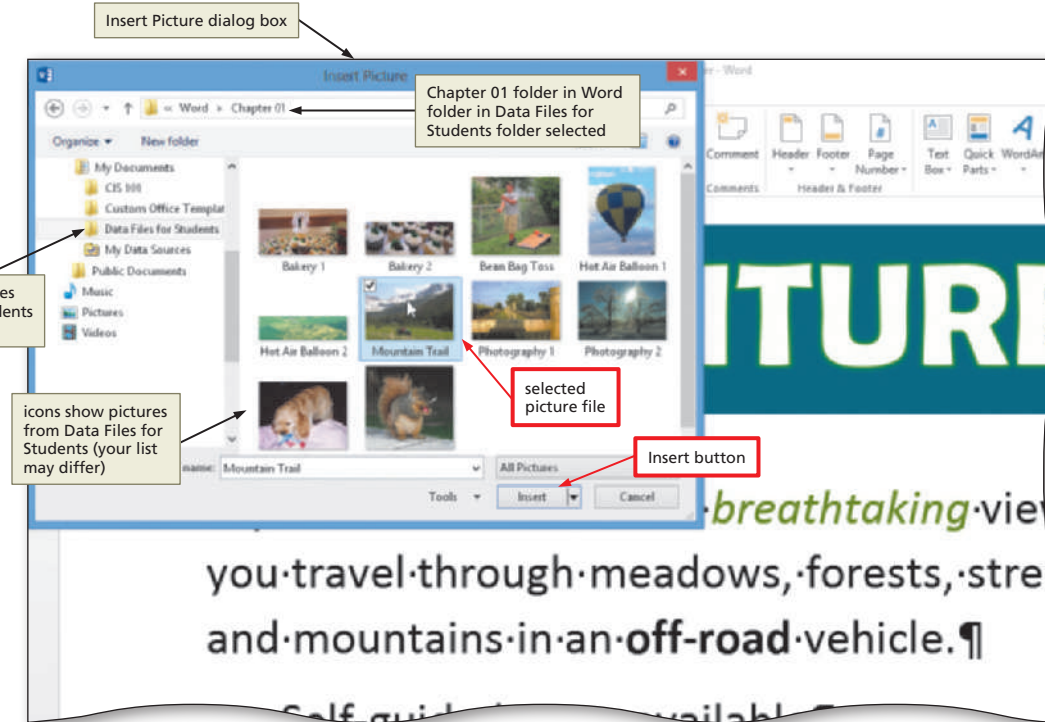 Insert Picture dialog box
Insert Picture
er - Word
Word Chapter 01
Chapter 01 folder in Word
folder in Data Files for
Students folder selected
Organize New folder
Comment Header Footer Page Number Text Box Quick Parts WordAr
Comments Header & Footer
My Documents
CIS 101
Custom Office Templat
Data Files for Students
My Data Sources
Public Documents
Music
Pictures
Videos
es
lents
Bakery 1 Bakery 2 Bean Bag Toss Hot Air Balloon 1
Hot Air Balloon 2 Mountain Trail Photography 1 Photography 2
TURE
selected
picture file
icons show pictures
from Data Files for
Students (your list
may differ)
Insert button
name: Mountain Trail All Pictures
Tools Insert Cancel
·breathtaking·view
you·travel·through·meadows,·forests,·stre
and·mountains·in·an·off-road·vehicle.¶